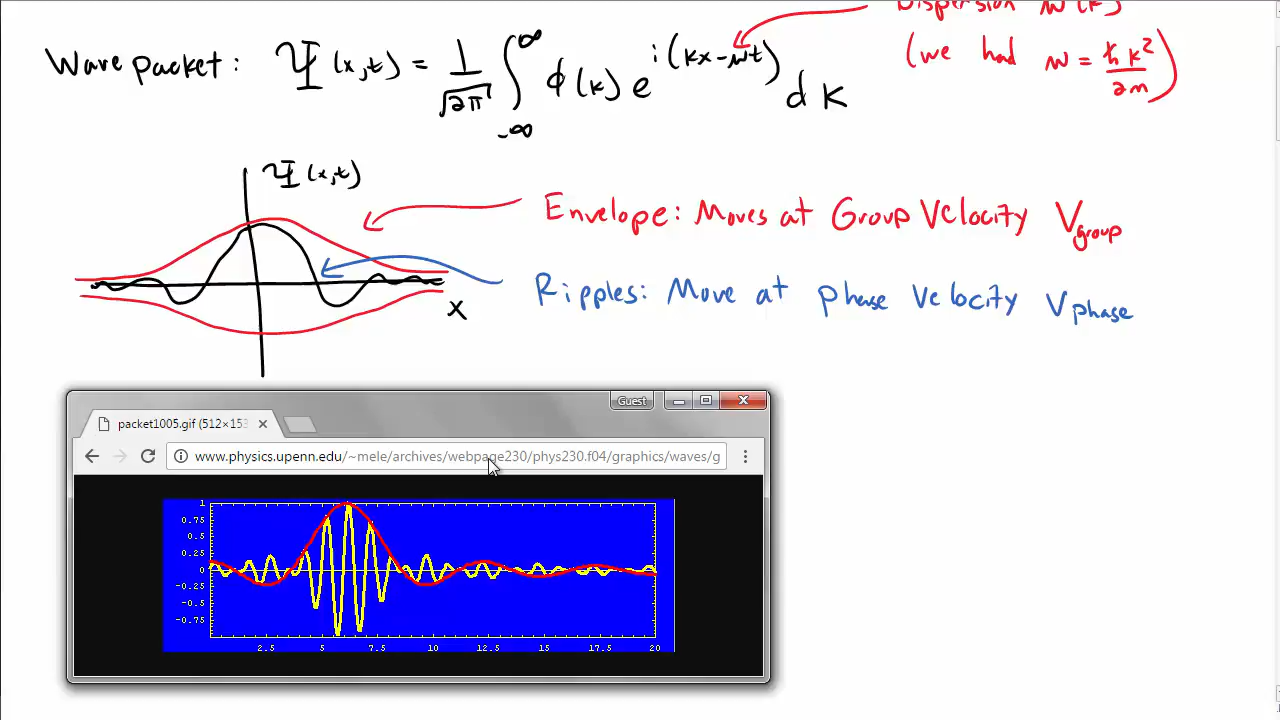 Dispersion w(k)
Wave packet: Ψ(x,t) = 1/√2π ∫_{-∞}^{∞} φ(k) e^{i(kx-wt)} dk
(we had w = ħk²/2m)
Ψ(x,t)
Envelope: Moves at Group Velocity V_group
Ripples: Move at phase velocity V_phase
x
Guest
packet1005.gif (512×153
www.physics.upenn.edu/~mele/archives/webpage230/phys230.f04/graphics/waves/g
1
0.75
0.5
0.25
0
-0.25
-0.5
-0.75
2.5 5 7.5 10 12.5 15 17.5 20